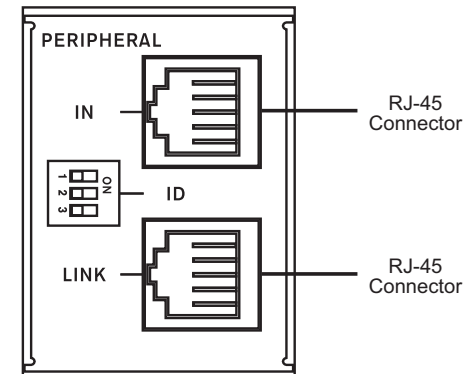 PERIPHERAL
IN
RJ-45
Connector
1
2
3
ON
ID
LINK
RJ-45
Connector